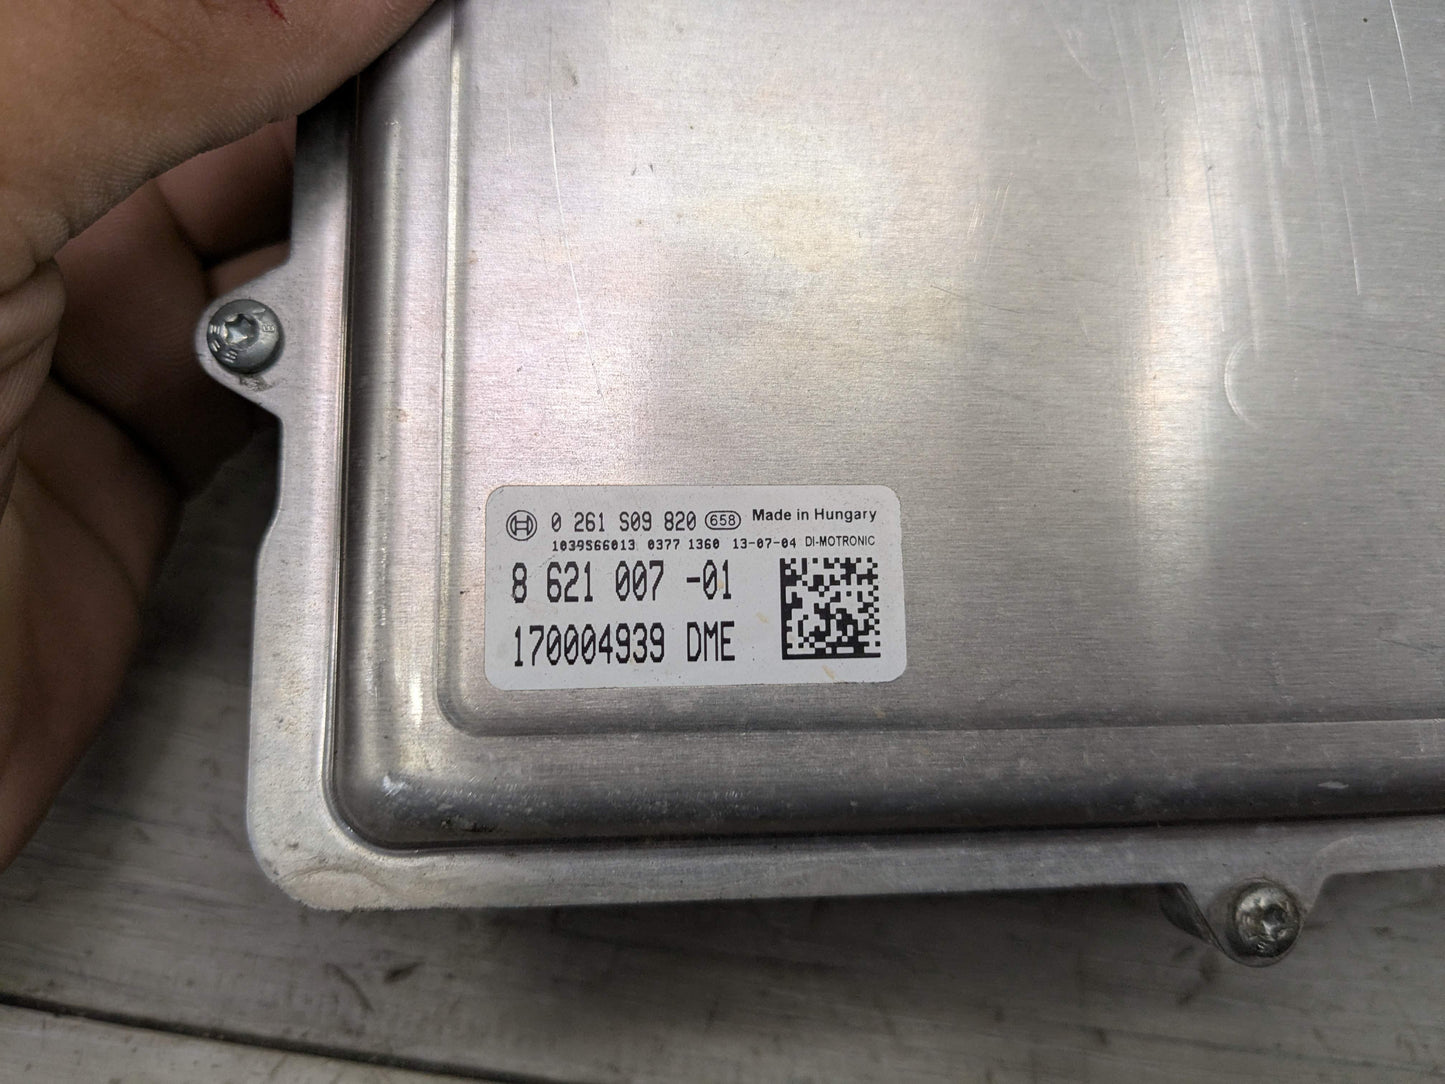 0 261 S09 820 658 Made in Hungary
1039S66013 0377 1360 13-07-04 DI-MOTRONIC
8 621 007 -01
170004939 DME